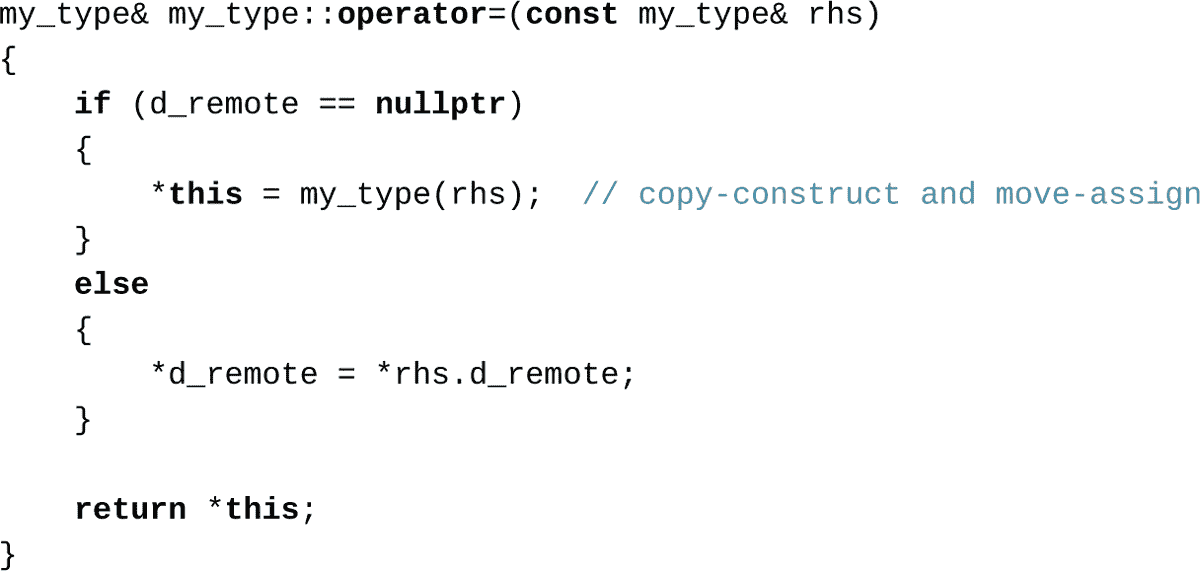 my_type& my_type::operator=(const my_type& rhs)
{
    if (d_remote == nullptr)
    {
        *this = my_type(rhs);  // copy-construct and move-assign
    }
    else
    {
        *d_remote = *rhs.d_remote;
    }

    return *this;
}